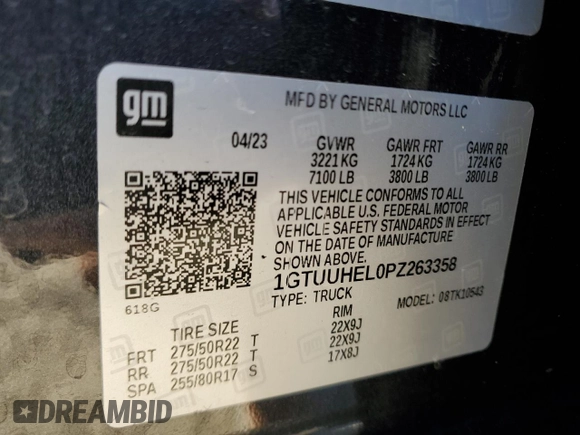 gm
MFD BY GENERAL MOTORS LLC
04/23 GVWR GAWR FRT GAWR RR
3221 KG 1724 KG 1724 KG
7100 LB 3800 LB 3800 LB
THIS VEHICLE CONFORMS TO ALL
APPLICABLE U.S. FEDERAL MOTOR
VEHICLE SAFETY STANDARDS IN EFFECT
ON THE DATE OF MANUFACTURE
SHOWN ABOVE.
1GTUUHEL0PZ263358
618G TYPE: TRUCK MODEL: 08TK10543
TIRE SIZE RIM
FRT 275/50R22 T 22X9J
RR 275/50R22 T 22X9J
SPA 255/80R17 S 17X8J
DREAMBID